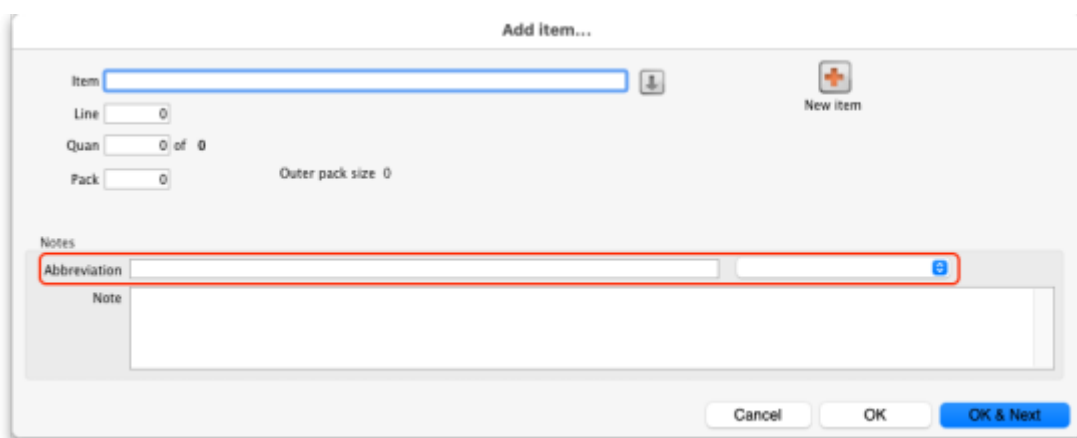 Add item...
Item
New item
Line 0
Quan 0 of 0
Pack 0 Outer pack size 0
Notes
Abbreviation
Note
Cancel OK OK & Next